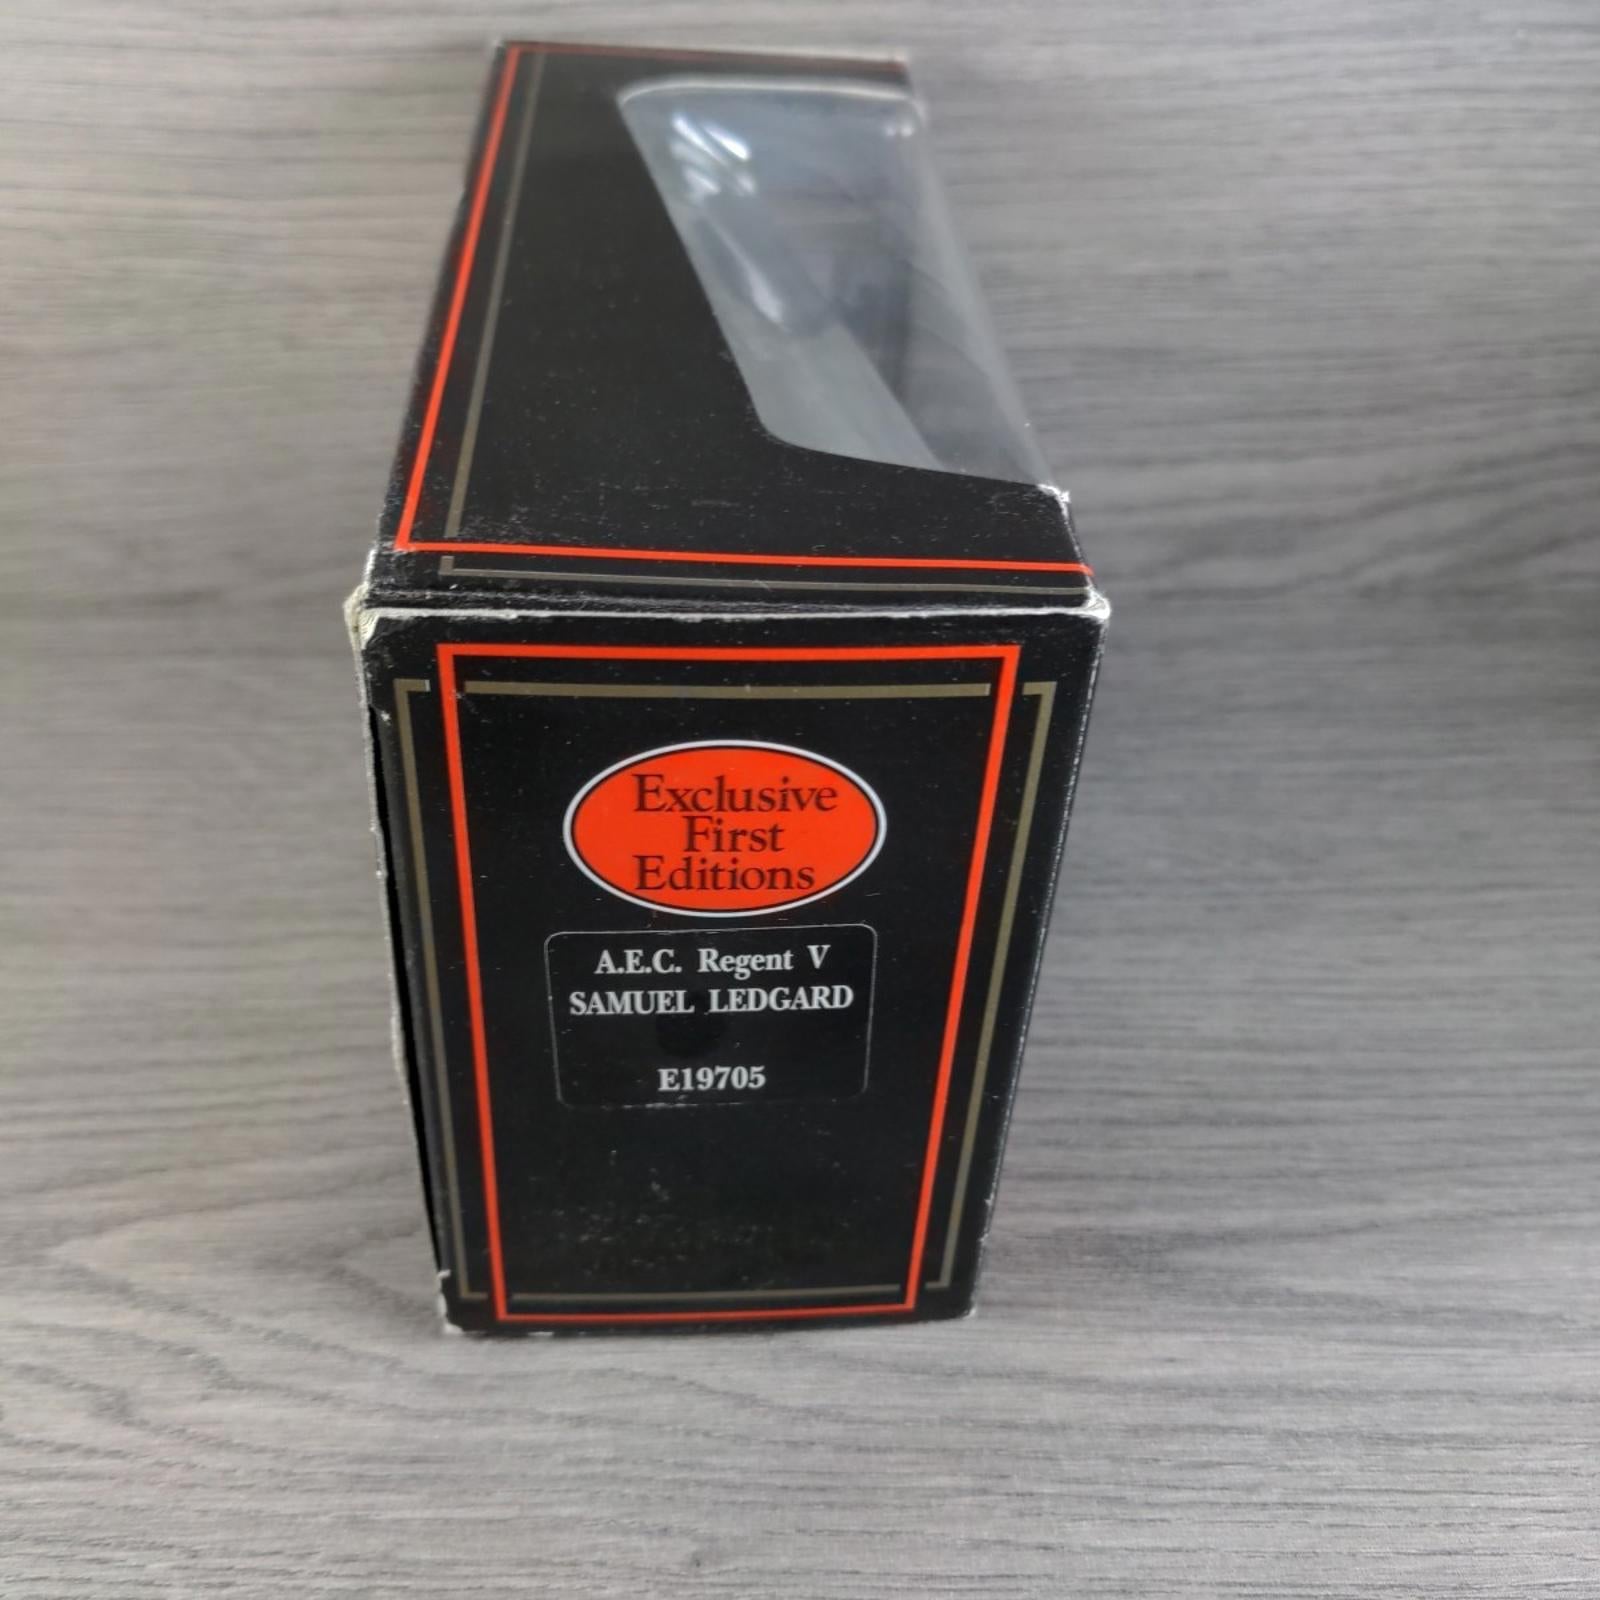 Exclusive
First
Editions
A.E.C. Regent V
SAMUEL LEDGARD
E19705